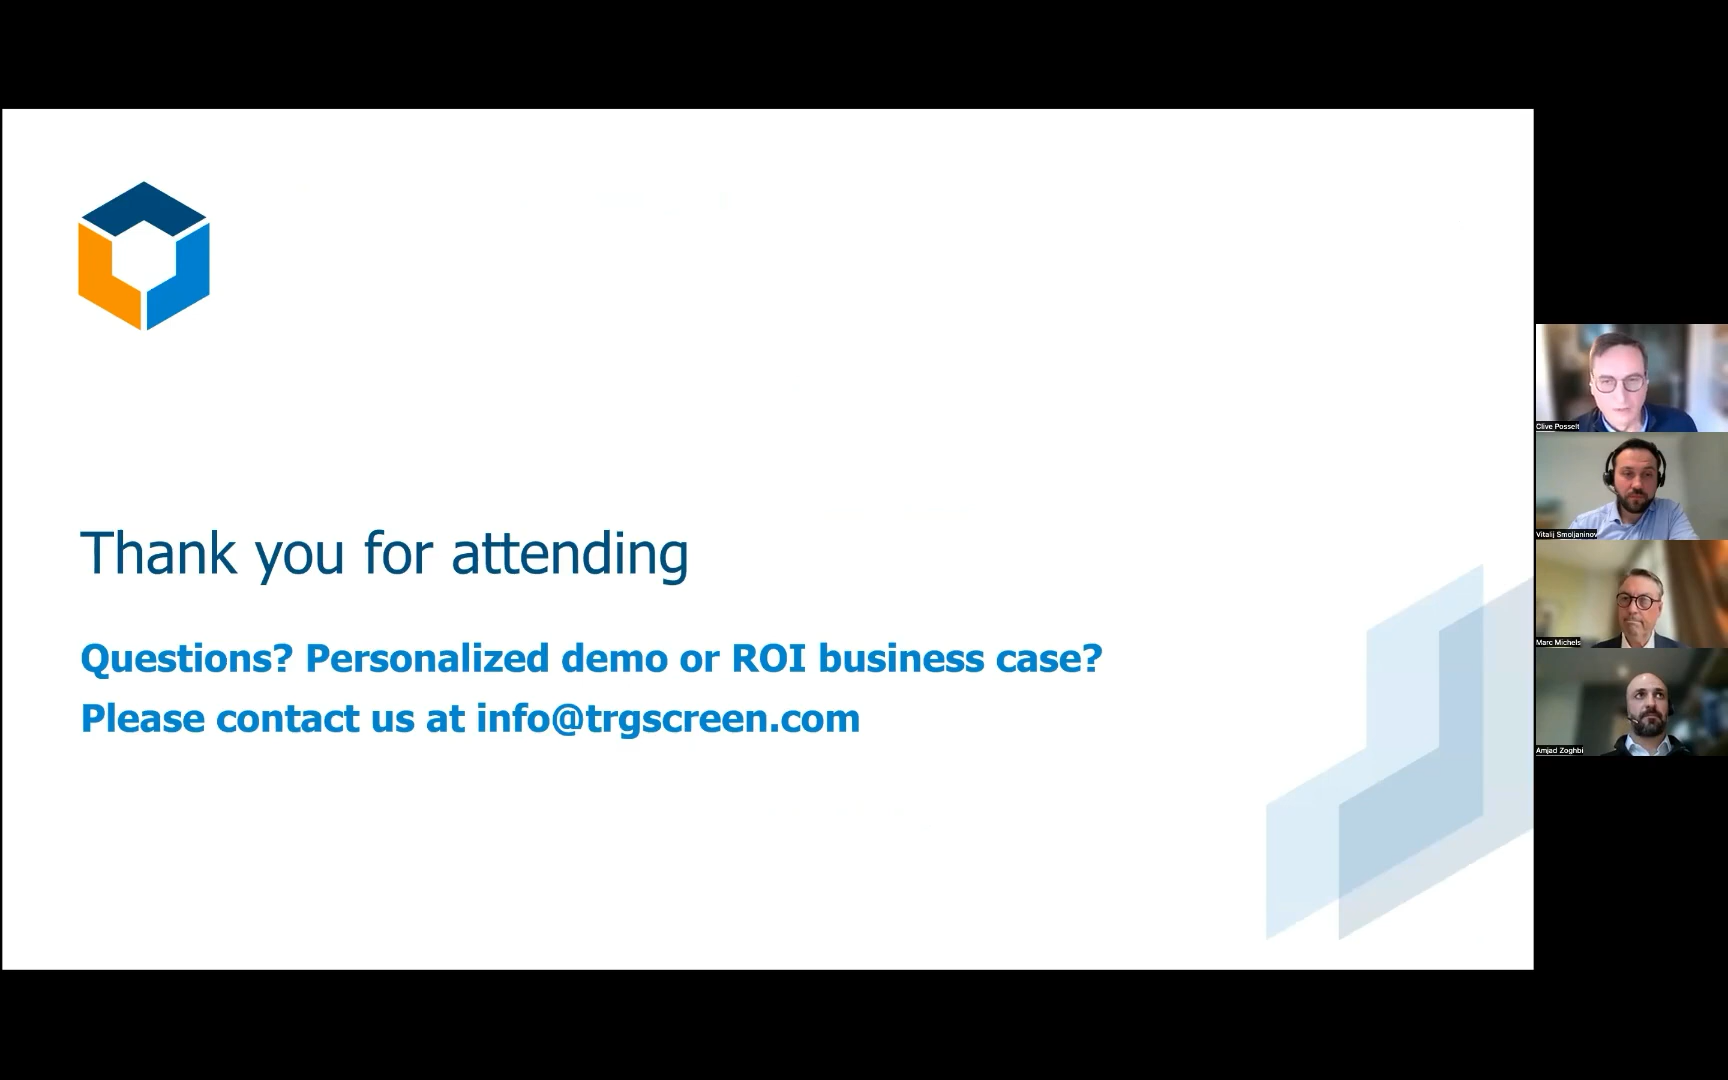 Thank you for attending
Questions? Personalized demo or ROI business case?
Please contact us at info@trgscreen.com
Clive Posselt
Vitalij Smoljaninov
Marc Michels
Amjad Zoghbi